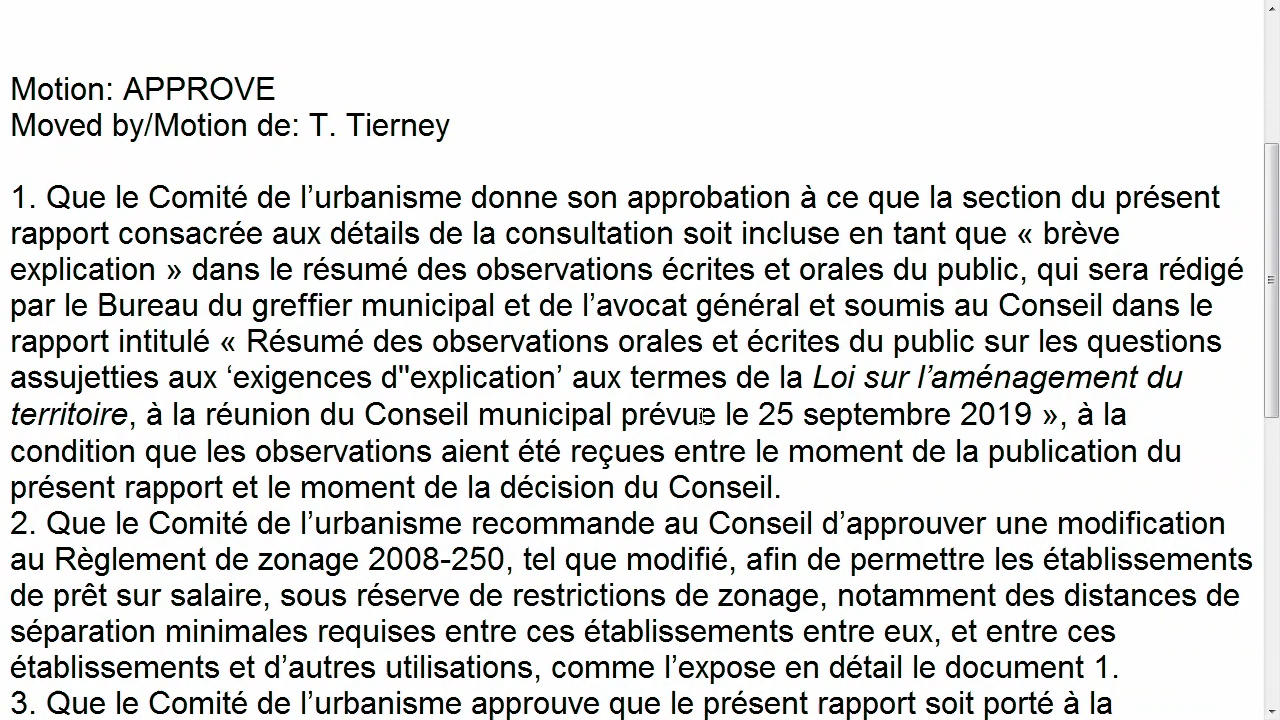 Motion: APPROVE
Moved by/Motion de: T. Tierney
1. Que le Comité de l’urbanisme donne son approbation à ce que la section du présent
rapport consacrée aux détails de la consultation soit incluse en tant que « brève
explication » dans le résumé des observations écrites et orales du public, qui sera rédigé
par le Bureau du greffier municipal et de l’avocat général et soumis au Conseil dans le
rapport intitulé « Résumé des observations orales et écrites du public sur les questions
assujetties aux ‘exigences d''explication’ aux termes de la Loi sur l’aménagement du
territoire, à la réunion du Conseil municipal prévue le 25 septembre 2019 », à la
condition que les observations aient été reçues entre le moment de la publication du
présent rapport et le moment de la décision du Conseil.
2. Que le Comité de l’urbanisme recommande au Conseil d’approuver une modification
au Règlement de zonage 2008-250, tel que modifié, afin de permettre les établissements
de prêt sur salaire, sous réserve de restrictions de zonage, notamment des distances de
séparation minimales requises entre ces établissements entre eux, et entre ces
établissements et d’autres utilisations, comme l’expose en détail le document 1.
3. Que le Comité de l’urbanisme approuve que le présent rapport soit porté à la